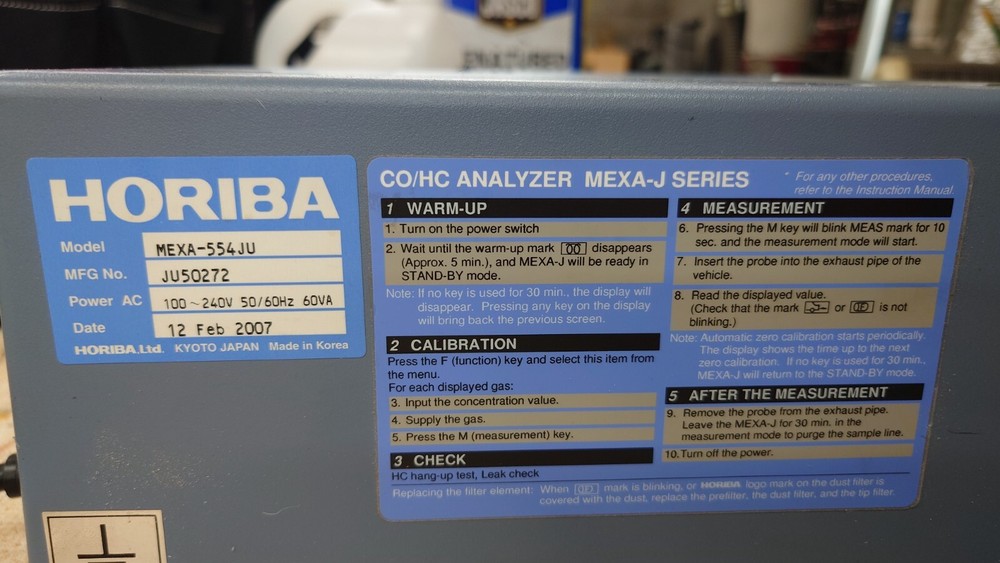 HORIBA
Model MEXA-554JU
MFG No. JU50272
Power AC 100~240V 50/60Hz 60VA
Date 12 Feb 2007
HORIBA.Ltd. KYOTO JAPAN Made in Korea
CO/HC ANALYZER MEXA-J SERIES
* For any other procedures,
refer to the Instruction Manual.
1 WARM-UP
1. Turn on the power switch
2. Wait until the warm-up mark 00 disappears
(Approx. 5 min.), and MEXA-J will be ready in
STAND-BY mode.
Note: If no key is used for 30 min., the display will
disappear. Pressing any key on the display
will bring back the previous screen.
2 CALIBRATION
Press the F (function) key and select this item from
the menu.
For each displayed gas:
3. Input the concentration value.
4. Supply the gas.
5. Press the M (measurement) key.
3 CHECK
HC hang-up test, Leak check
4 MEASUREMENT
6. Pressing the M key will blink MEAS mark for 10
sec. and the measurement mode will start.
7. Insert the probe into the exhaust pipe of the
vehicle.
8. Read the displayed value.
(Check that the mark or is not
blinking.)
Note: Automatic zero calibration starts periodically.
The display shows the time up to the next
zero calibration. If no key is used for 30 min.,
MEXA-J will return to the STAND-BY mode.
5 AFTER THE MEASUREMENT
9. Remove the probe from the exhaust pipe.
Leave the MEXA-J for 30 min. in the
measurement mode to purge the sample line.
10. Turn off the power.
Replacing the filter element: When mark is blinking, or HORIBA logo mark on the dust filter is
covered with the dust, replace the prefilter, the dust filter, and the tip filter.